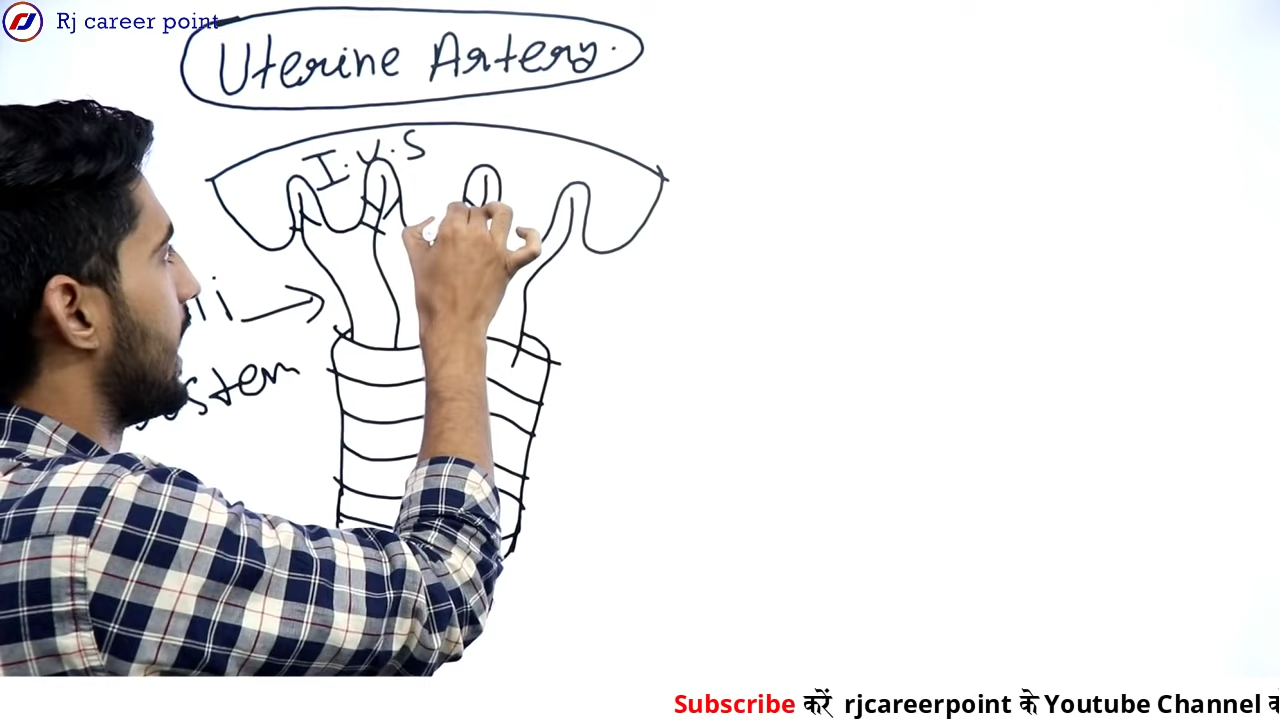 Rj career point
Uterine Artery.
I.V.S
Subscribe करें rjcareerpoint के Youtube Channel